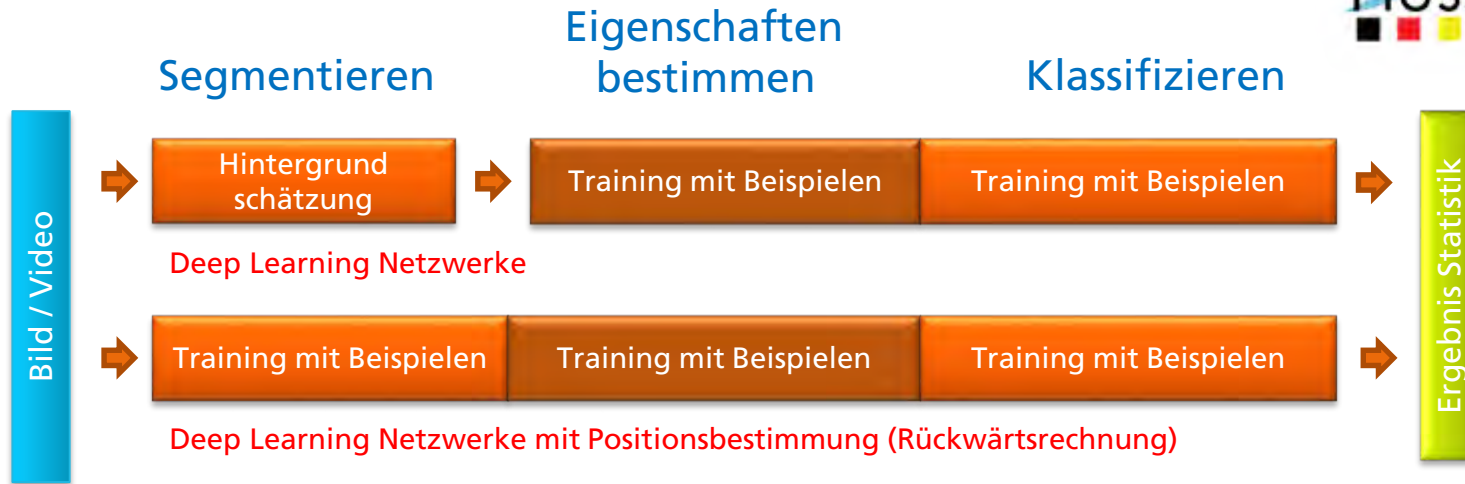 Eigenschaften
bestimmen
Segmentieren
Klassifizieren
Bild / Video
Hintergrund
schätzung
Training mit Beispielen
Training mit Beispielen
Deep Learning Netzwerke
Training mit Beispielen
Training mit Beispielen
Training mit Beispielen
Deep Learning Netzwerke mit Positionsbestimmung (Rückwärtsrechnung)
Ergebnis Statistik